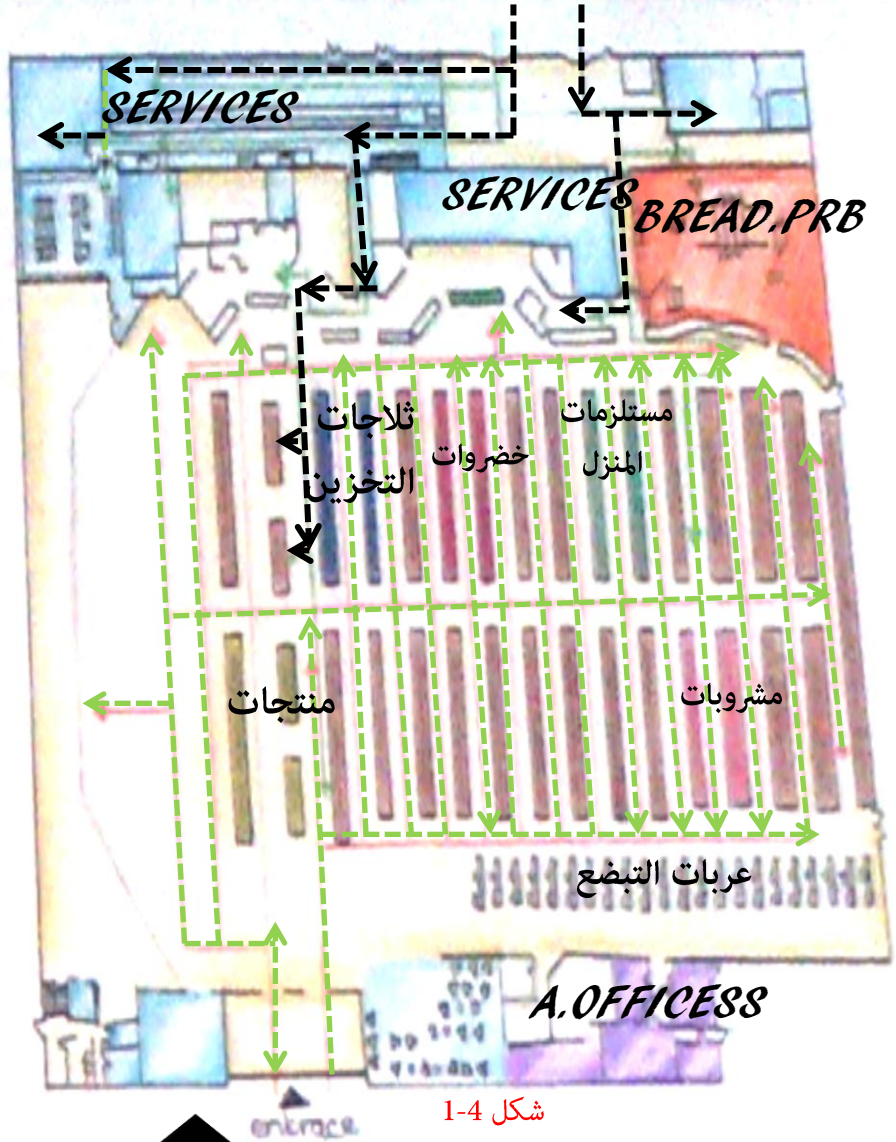 SERVICES
SERVICES
BREAD.PRB
ثلاجات
التخزين
خضروات
مستلزمات
المنزل
منتجات
مشروبات
عربات التبضع
A.OFFICESS
entrace
شكل 4-1